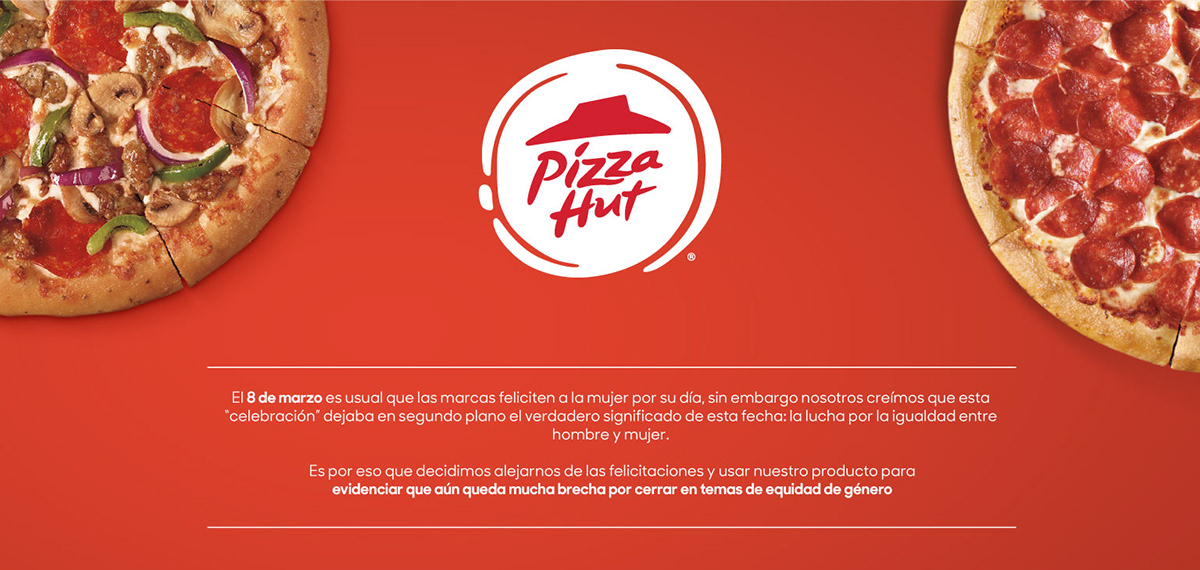 Pizza
Hut
®
El 8 de marzo es usual que las marcas feliciten a la mujer por su día, sin embargo nosotros creímos que esta
"celebración" dejaba en segundo plano el verdadero significado de esta fecha: la lucha por la igualdad entre
hombre y mujer.
Es por eso que decidimos alejarnos de las felicitaciones y usar nuestro producto para
evidenciar que aún queda mucha brecha por cerrar en temas de equidad de género